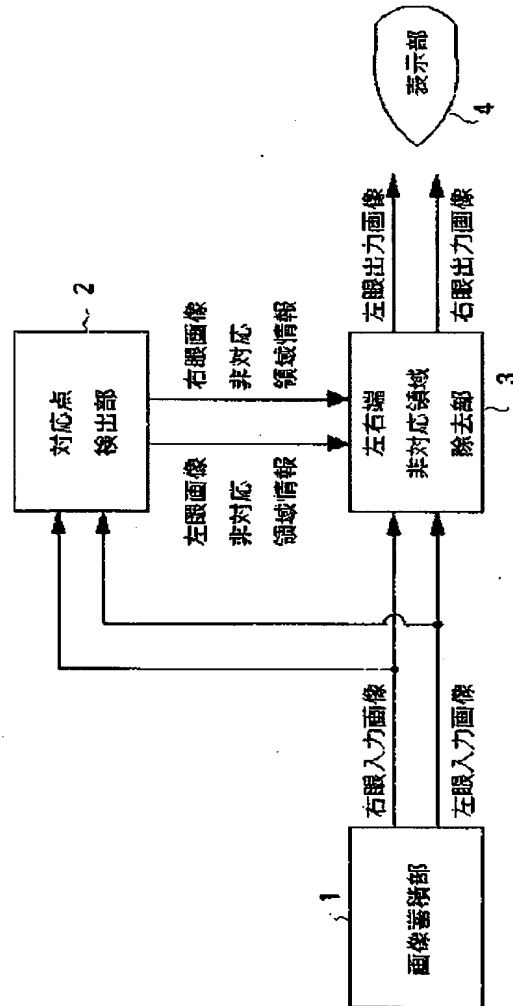 1
画像蓄積部
右眼入力画像
左眼入力画像
2
対応点
検出部
左眼画像
非対応
領域情報
右眼画像
非対応
領域情報
左右端
非対応領域
除去部
3
左眼出力画像
右眼出力画像
表示部
4